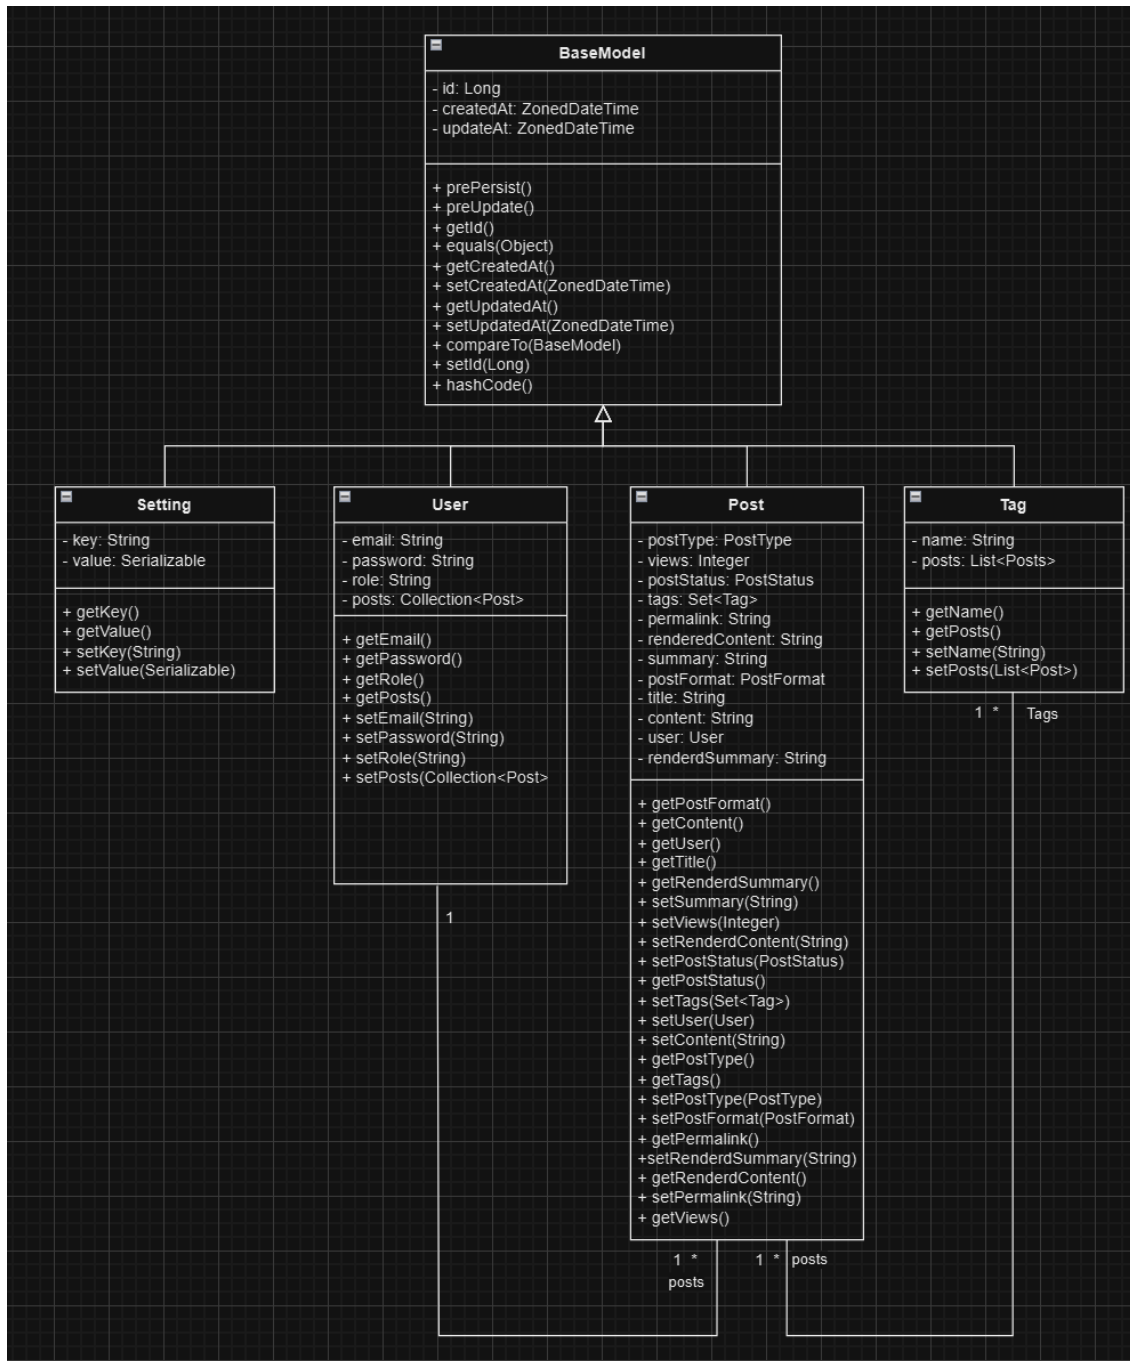 BaseModel
- id: Long
- createdAt: ZonedDateTime
- updateAt: ZonedDateTime
+ prePersist()
+ preUpdate()
+ getId()
+ equals(Object)
+ getCreatedAt()
+ setCreatedAt(ZonedDateTime)
+ getUpdatedAt()
+ setUpdatedAt(ZonedDateTime)
+ compareTo(BaseModel)
+ setId(Long)
+ hashCode()
Setting
- key: String
- value: Serializable
+ getKey()
+ getValue()
+ setKey(String)
+ setValue(Serializable)
User
- email: String
- password: String
- role: String
- posts: Collection<Post>
+ getEmail()
+ getPassword()
+ getRole()
+ getPosts()
+ setEmail(String)
+ setPassword(String)
+ setRole(String)
+ setPosts(Collection<Post>
1
Post
- postType: PostType
- views: Integer
- postStatus: PostStatus
- tags: Set<Tag>
- permalink: String
- renderedContent: String
- summary: String
- postFormat: PostFormat
- title: String
- content: String
- user: User
- renderdSummary: String
+ getPostFormat()
+ getContent()
+ getUser()
+ getTitle()
+ getRenderdSummary()
+ setSummary(String)
+ setViews(Integer)
+ setRenderdContent(String)
+ setPostStatus(PostStatus)
+ getPostStatus()
+ setTags(Set<Tag>)
+ setUser(User)
+ setContent(String)
+ getPostType()
+ getTags()
+ setPostType(PostType)
+ setPostFormat(PostFormat)
+ getPermalink()
+setRenderdSummary(String)
+ getRenderdContent()
+ setPermalink(String)
+ getViews()
1 *
posts
1 * posts
Tag
- name: String
- posts: List<Posts>
+ getName()
+ getPosts()
+ setName(String)
+ setPosts(List<Post>)
1 * Tags